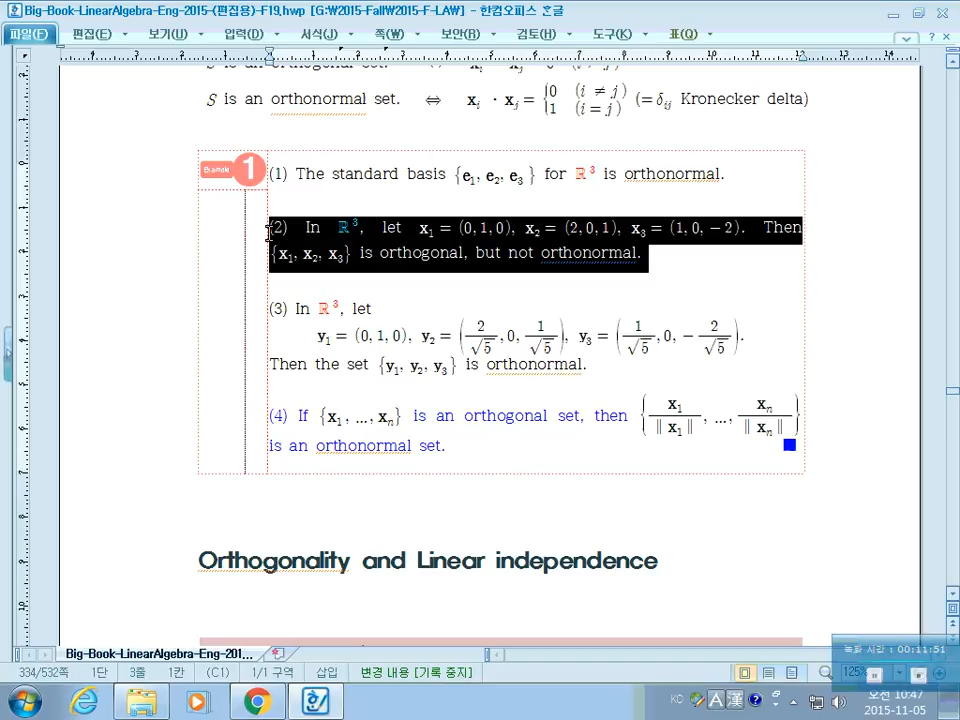 Big-Book-LinearAlgebra-Eng-2015-(편집용)-F19.hwp [G:\2015-Fall\2015-F-LAW] - 한컴오피스 한글
파일(F) 편집(E) 보기(U) 입력(D) 서식(J) 쪽(W) 보안(B) 검토(H) 도구(K) 표(Q)
S is an orthonormal set. ⇔ x_i · x_j = {0 (i ≠ j) 1 (i = j) (= δ_ij Kronecker delta)
Example 1
(1) The standard basis {e₁, e₂, e₃} for ℝ³ is orthonormal.
(2) In ℝ³, let x₁ = (0, 1, 0), x₂ = (2, 0, 1), x₃ = (1, 0, −2). Then
{x₁, x₂, x₃} is orthogonal, but not orthonormal.
(3) In ℝ³, let
y₁ = (0, 1, 0), y₂ = (2/√5, 0, 1/√5), y₃ = (1/√5, 0, −2/√5).
Then the set {y₁, y₂, y₃} is orthonormal.
(4) If {x₁, ..., xₙ} is an orthogonal set, then {x₁/‖x₁‖, ..., xₙ/‖xₙ‖}
is an orthonormal set.
Orthogonality and Linear independence
Big-Book-LinearAlgebra-Eng-201...
녹화 시간 : 00:11:51
334/532쪽 1단 3줄 1칸 (C1) 1/1 구역 삽입 변경 내용 [기록 중지] 125%
KC A 漢
오전 10:47
2015-11-05